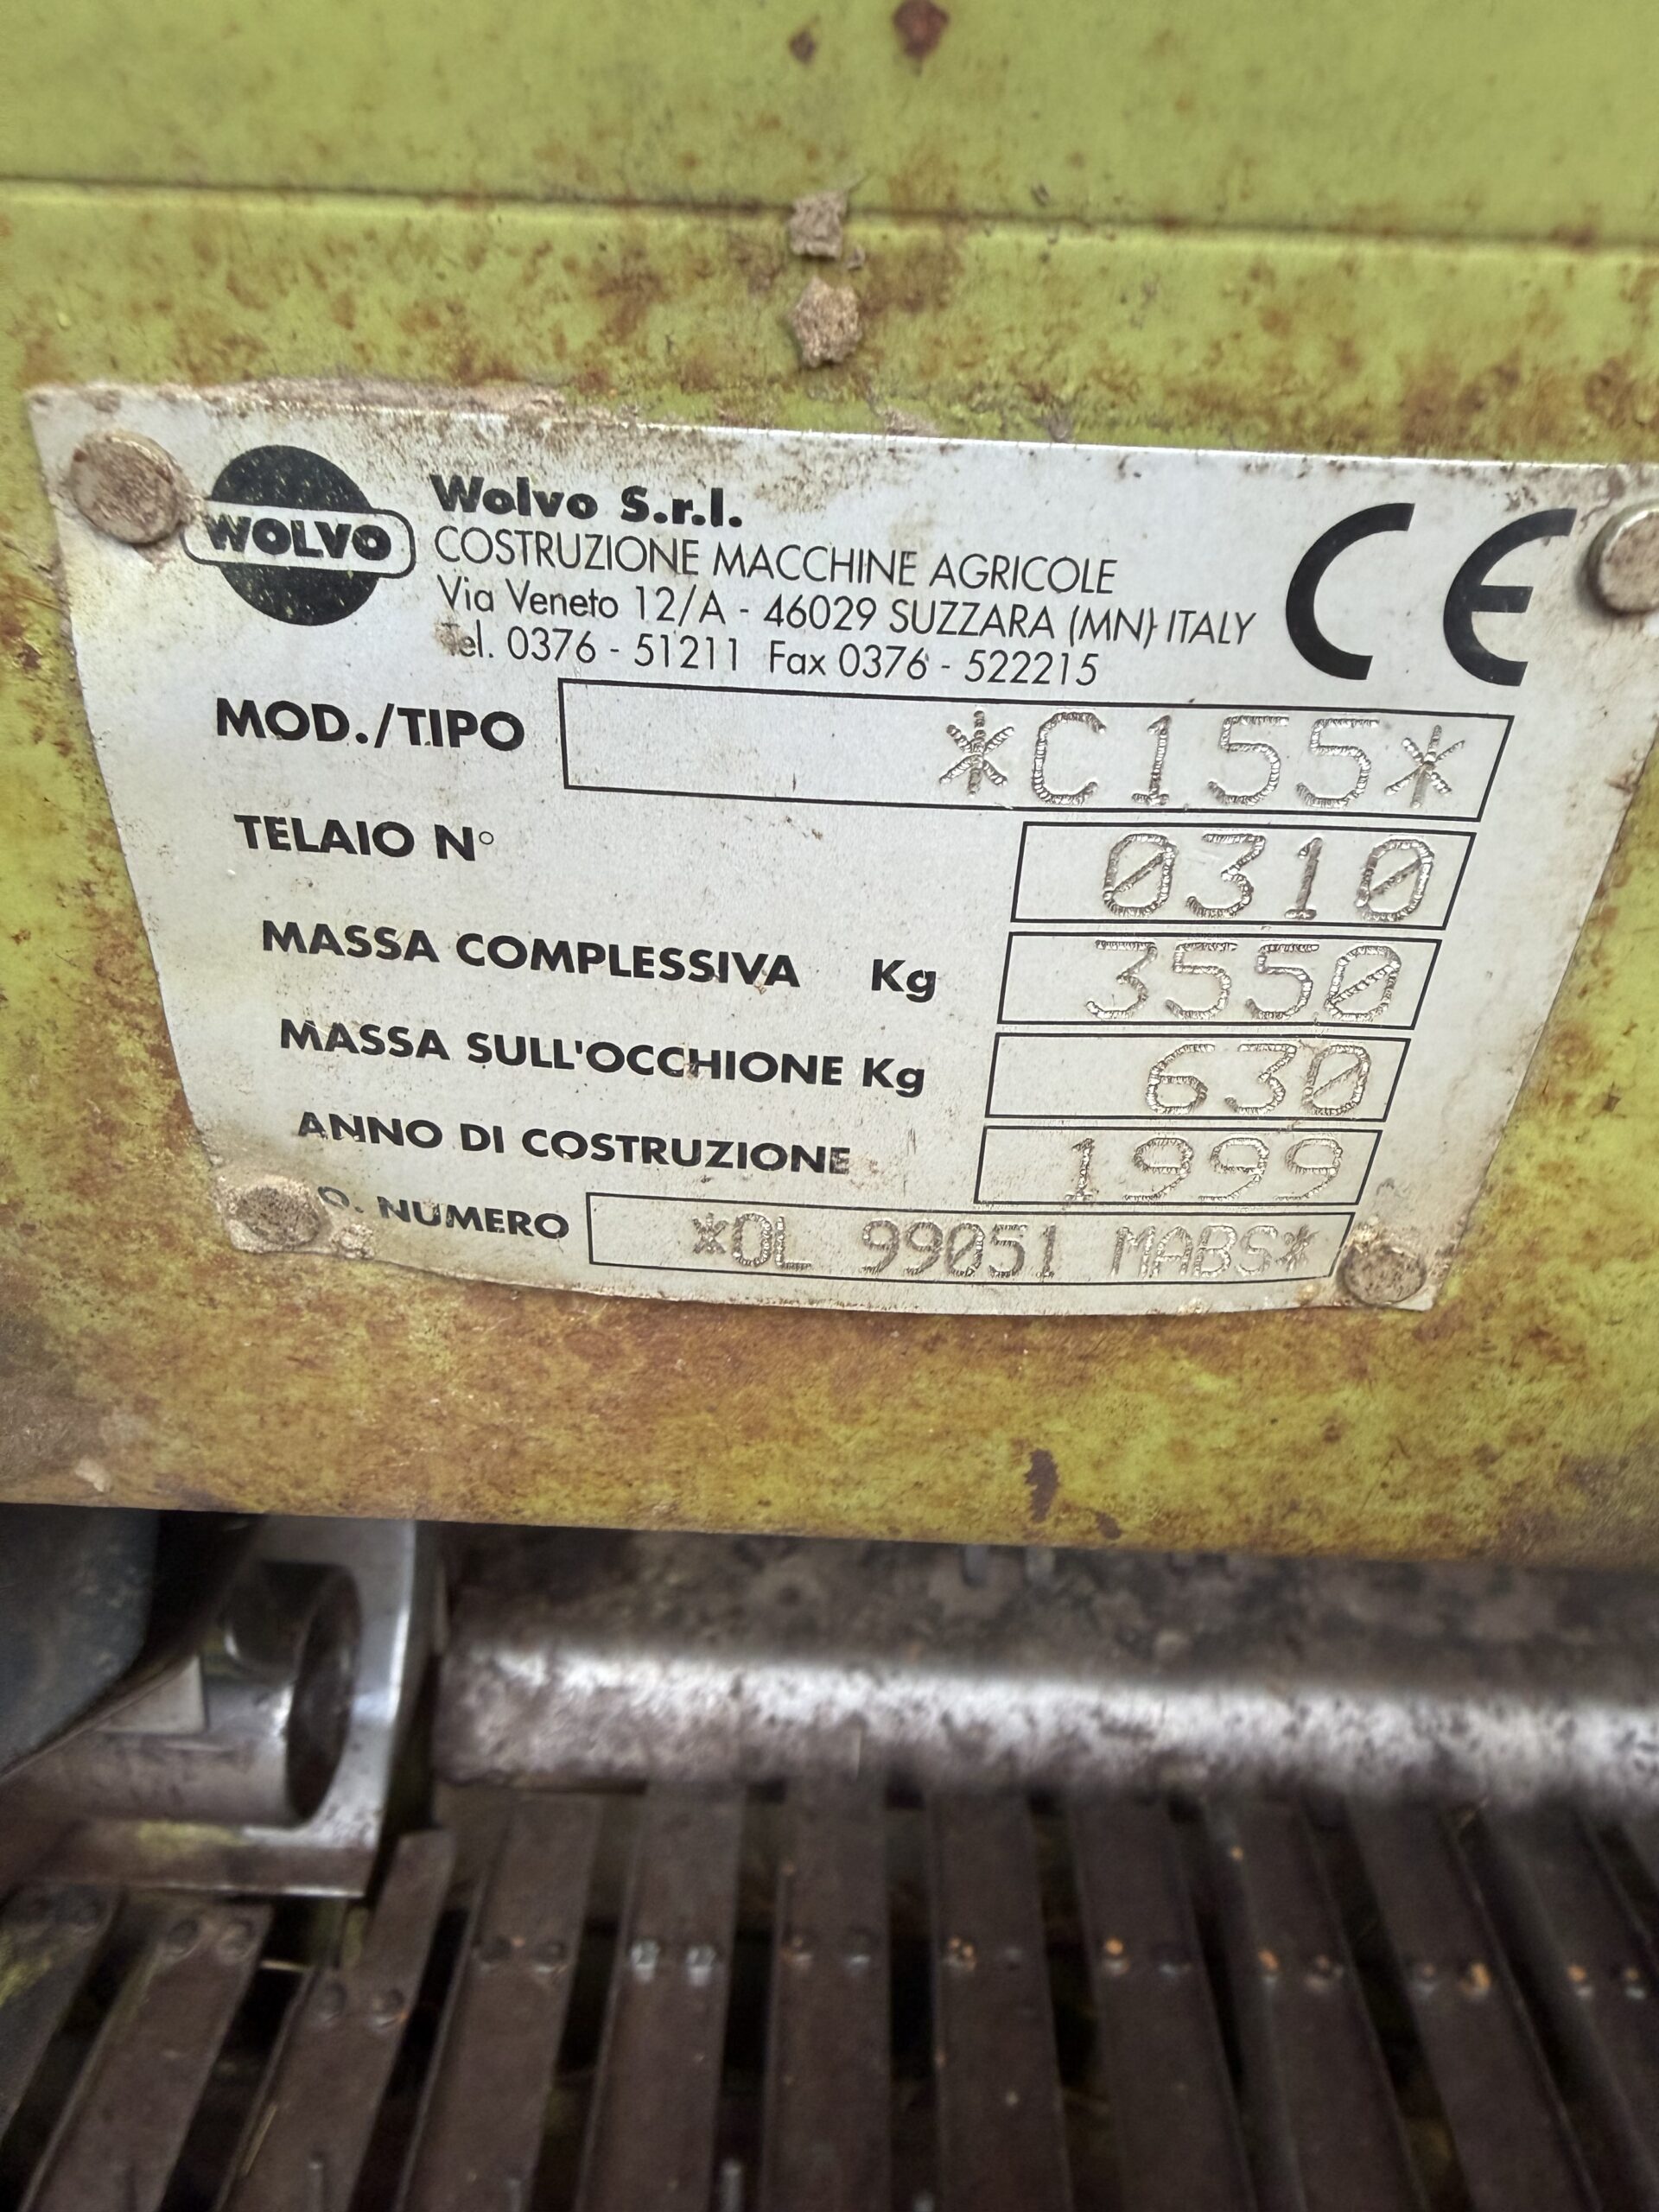 WOLVO
Wolvo S.r.l.
COSTRUZIONE MACCHINE AGRICOLE
Via Veneto 12/A - 46029 SUZZARA (MN) ITALY
Tel. 0376 - 51211 Fax 0376 - 522215
CE
MOD./TIPO *C155*
TELAIO N° 0310
MASSA COMPLESSIVA Kg 3550
MASSA SULL'OCCHIONE Kg 630
ANNO DI COSTRUZIONE 1999
NUMERO *OL 99051 MABS*